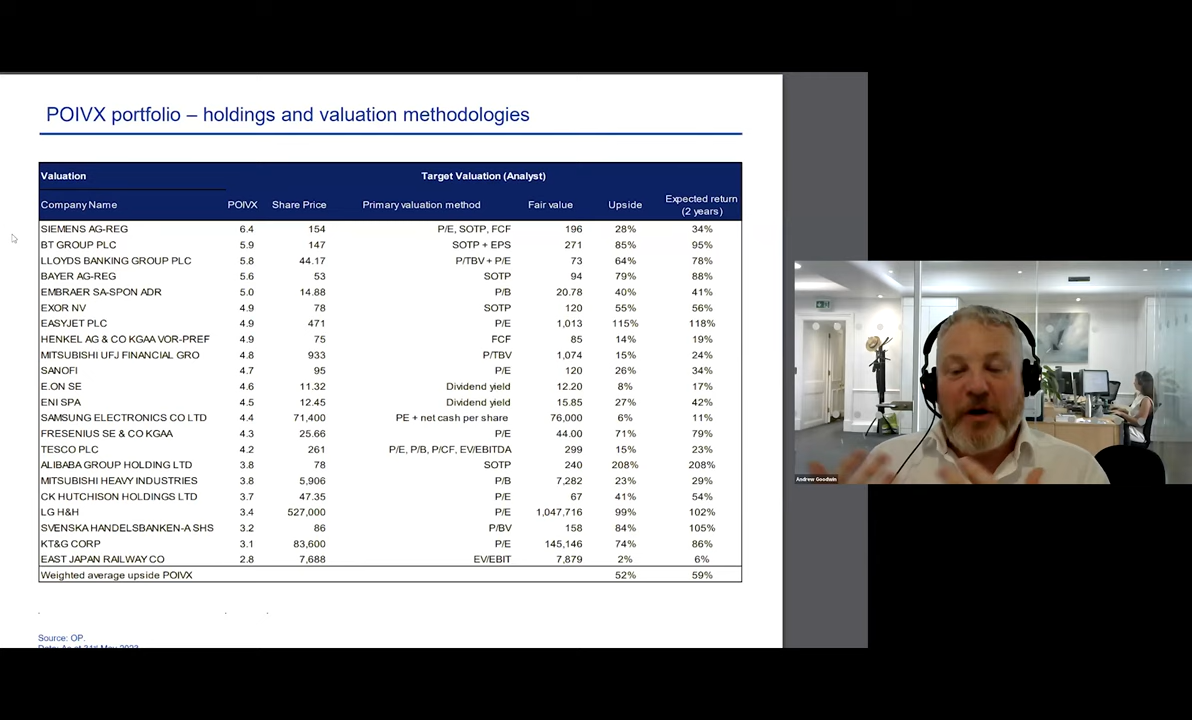 POIVX portfolio – holdings and valuation methodologies
Valuation Target Valuation (Analyst)
Company Name POIVX Share Price Primary valuation method Fair value Upside Expected return (2 years)
SIEMENS AG-REG 6.4 154 P/E, SOTP, FCF 196 28% 34%
BT GROUP PLC 5.9 147 SOTP + EPS 271 85% 95%
LLOYDS BANKING GROUP PLC 5.8 44.17 P/TBV + P/E 73 64% 78%
BAYER AG-REG 5.6 53 SOTP 94 79% 88%
EMBRAER SA-SPON ADR 5.0 14.88 P/B 20.78 40% 41%
EXOR NV 4.9 78 SOTP 120 55% 56%
EASYJET PLC 4.9 471 P/E 1,013 115% 118%
HENKEL AG & CO KGAA VOR-PREF 4.9 75 FCF 85 14% 19%
MITSUBISHI UFJ FINANCIAL GRO 4.8 933 P/TBV 1,074 15% 24%
SANOFI 4.7 95 P/E 120 26% 34%
E.ON SE 4.6 11.32 Dividend yield 12.20 8% 17%
ENI SPA 4.5 12.45 Dividend yield 15.85 27% 42%
SAMSUNG ELECTRONICS CO LTD 4.4 71,400 PE + net cash per share 76,000 6% 11%
FRESENIUS SE & CO KGAA 4.3 25.66 P/E 44.00 71% 79%
TESCO PLC 4.2 261 P/E, P/B, P/CF, EV/EBITDA 299 15% 23%
ALIBABA GROUP HOLDING LTD 3.8 78 SOTP 240 208% 208%
MITSUBISHI HEAVY INDUSTRIES 3.8 5,906 P/B 7,282 23% 29%
CK HUTCHISON HOLDINGS LTD 3.7 47.35 P/E 67 41% 54%
LG H&H 3.4 527,000 P/E 1,047,716 99% 102%
SVENSKA HANDELSBANKEN-A SHS 3.2 86 P/BV 158 84% 105%
KT&G CORP 3.1 83,600 P/E 145,146 74% 86%
EAST JAPAN RAILWAY CO 2.8 7,688 EV/EBIT 7,879 2% 6%
Weighted average upside POIVX 52% 59%
Source: OP.
Data: As at 31st May 2023
Andrew Goodwin